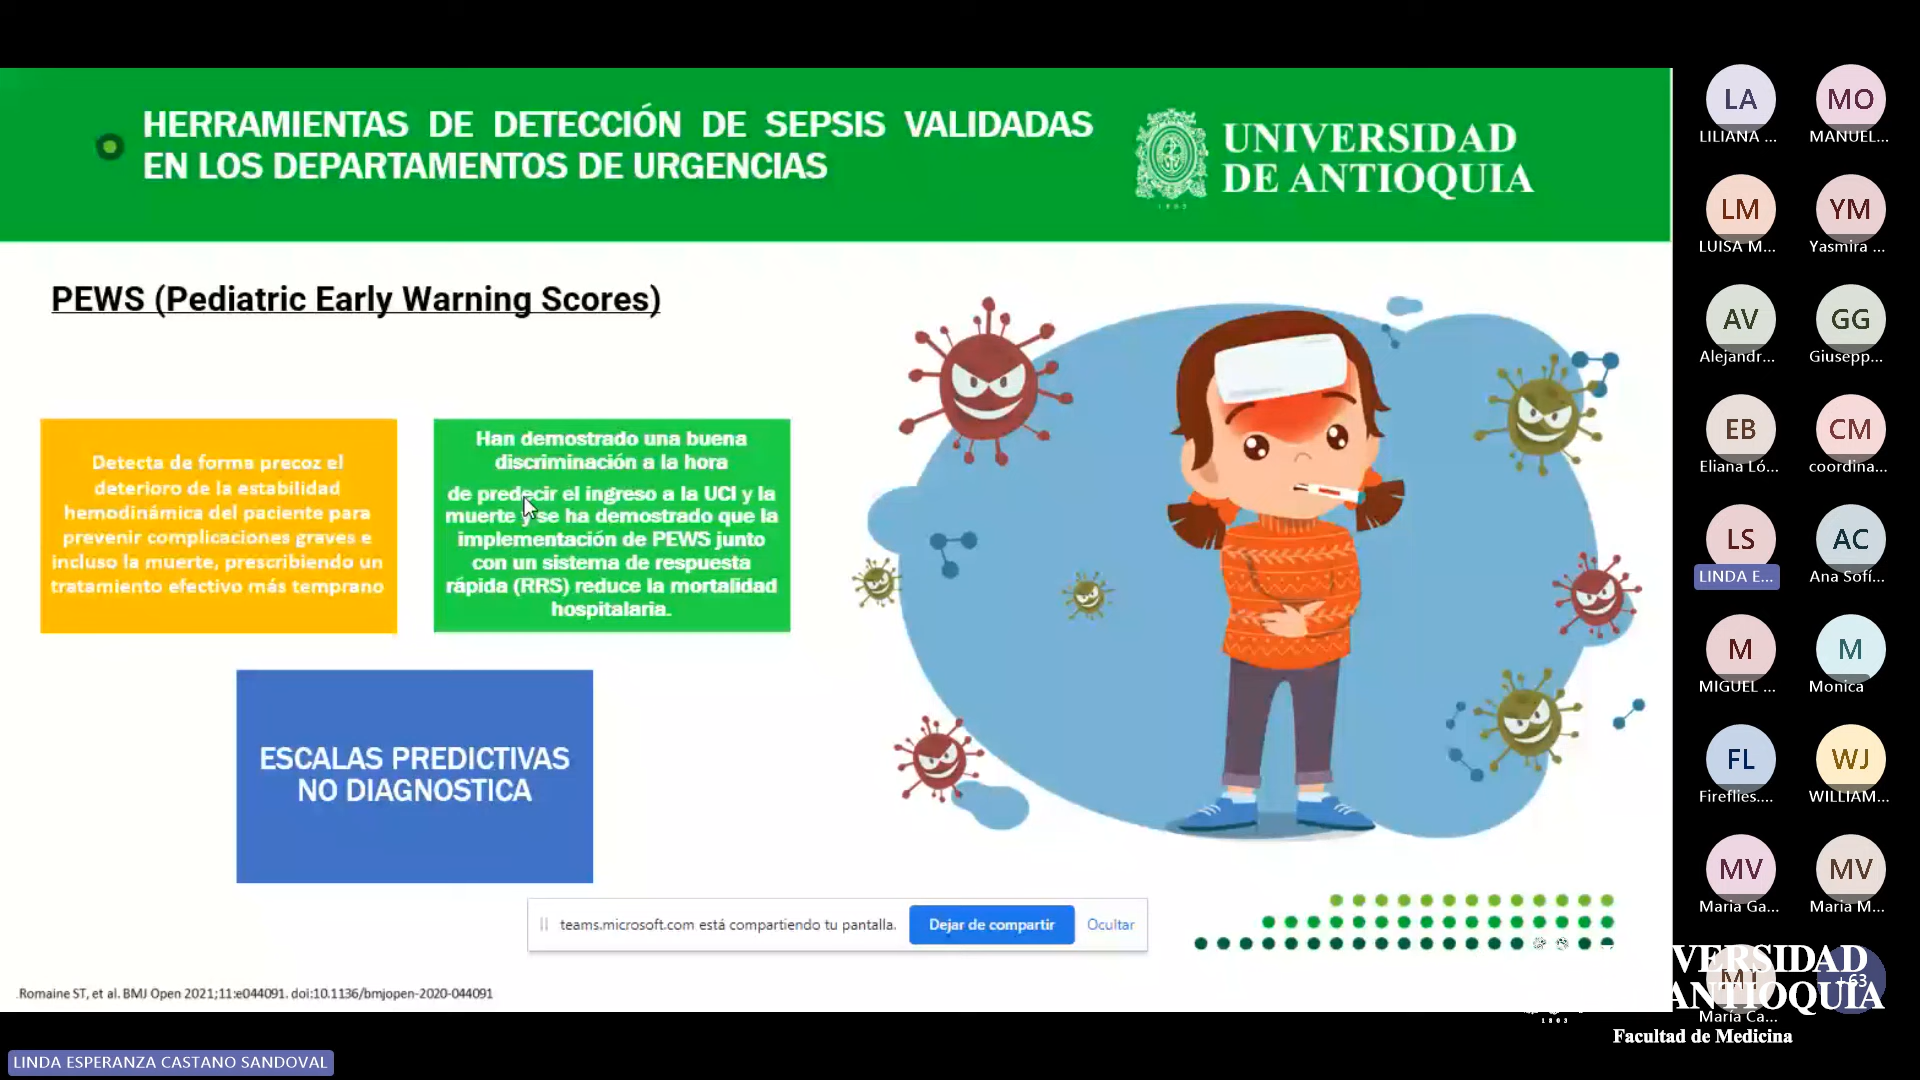 HERRAMIENTAS DE DETECCIÓN DE SEPSIS VALIDADAS
EN LOS DEPARTAMENTOS DE URGENCIAS
UNIVERSIDAD
DE ANTIOQUIA
1803
PEWS (Pediatric Early Warning Scores)
Detecta de forma precoz el
deterioro de la estabilidad
hemodinámica del paciente para
prevenir complicaciones graves e
incluso la muerte, prescribiendo un
tratamiento efectivo más temprano
Han demostrado una buena
discriminación a la hora
de predecir el ingreso a la UCI y la
muerte y se ha demostrado que la
implementación de PEWS junto
con un sistema de respuesta
rápida (RRS) reduce la mortalidad
hospitalaria.
ESCALAS PREDICTIVAS
NO DIAGNOSTICA
teams.microsoft.com está compartiendo tu pantalla.
Dejar de compartir
Ocultar
.Romaine ST, et al. BMJ Open 2021;11:e044091. doi:10.1136/bmjopen-2020-044091
LINDA ESPERANZA CASTANO SANDOVAL
LA
LILIANA ...
MO
MANUEL...
LM
LUISA M...
YM
Yasmira ...
AV
Alejandr...
GG
Giusepp...
EB
Eliana Ló...
CM
coordina...
LS
LINDA E...
AC
Ana Sofí...
M
MIGUEL ...
M
Monica
FL
Fireflies....
WJ
WILLIAM...
MV
Maria Ga...
MV
Maria M...
María Ca...
+63
VERSIDAD
ANTIOQUIA
1803
Facultad de Medicina